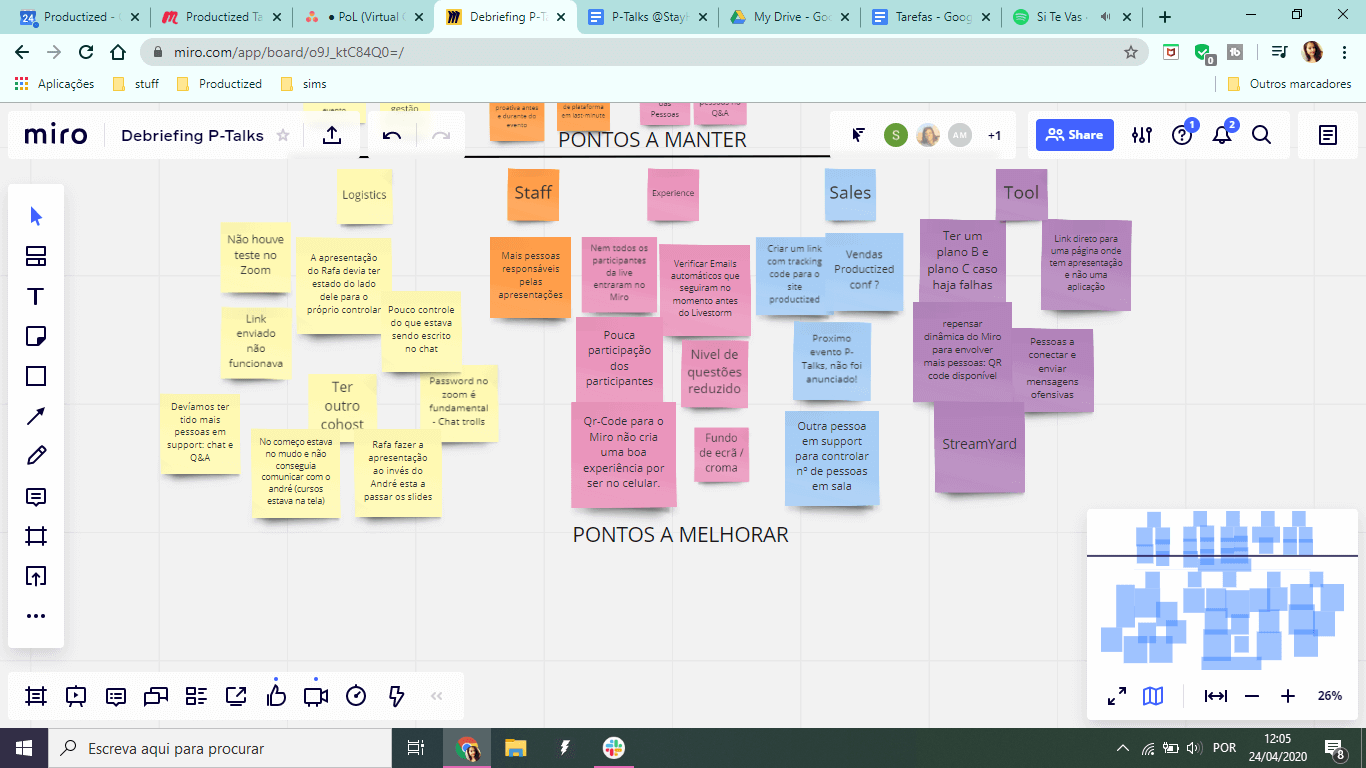 24
Productized - C
Productized Ta
● PoL (Virtual C
Debriefing P-T
P-Talks @StayH
My Drive - Goo
Tarefas - Goog
Si Te Vas -
miro.com/app/board/o9J_ktC84Q0=/
0
tb
Aplicações
stuff
Productized
sims
Outros marcadores
evento
gestão
proativa antes
e durante do
evento
de plataforma
em last-minute
das
Pessoas
pessoas no
Q&A
miro
Debriefing P-Talks
PONTOS A MANTER
S
AM
+1
Share
1
2
Logistics
Staff
Experience
Sales
Tool
Não houve
teste no
Zoom
A apresentação
do Rafa devia ter
estado do lado
dele para o
próprio controlar
Link
enviado
não
funcionava
Pouco controle
do que estava
sendo escrito
no chat
Ter
outro
cohost
Password no
zoom é
fundamental
- Chat trolls
Devíamos ter
tido mais
pessoas em
support: chat e
Q&A
No começo estava
no mudo e não
conseguia
comunicar com o
andré (cursos
estava na tela)
Rafa fazer a
apresentação
ao invés do
André esta a
passar os slides
Mais pessoas
responsáveis
pelas
apresentações
Nem todos os
participantes
da live
entraram no
Miro
Verificar Emails
automáticos que
seguiram no
momento antes
do Livestorm
Pouca
participação
dos
participantes
Nivel de
questões
reduzido
Qr-Code para o
Miro não cria
uma boa
experiência por
ser no celular.
Fundo
de ecrã /
croma
Criar um link
com tracking
code para o
site
productized
Vendas
Productized
conf ?
Proximo
evento P-
Talks, não foi
anunciado!
Outra pessoa
em support
para controlar
nº de pessoas
em sala
Ter um
plano B e
plano C caso
haja falhas
Link direto para
uma página onde
tem apresentação
e não uma
aplicação
repensar
dinâmica do Miro
para envolver
mais pessoas: QR
code disponível
Pessoas a
conectar e
enviar
mensagens
ofensivas
StreamYard
PONTOS A MELHORAR
26%
Escreva aqui para procurar
POR
12:05
24/04/2020
8